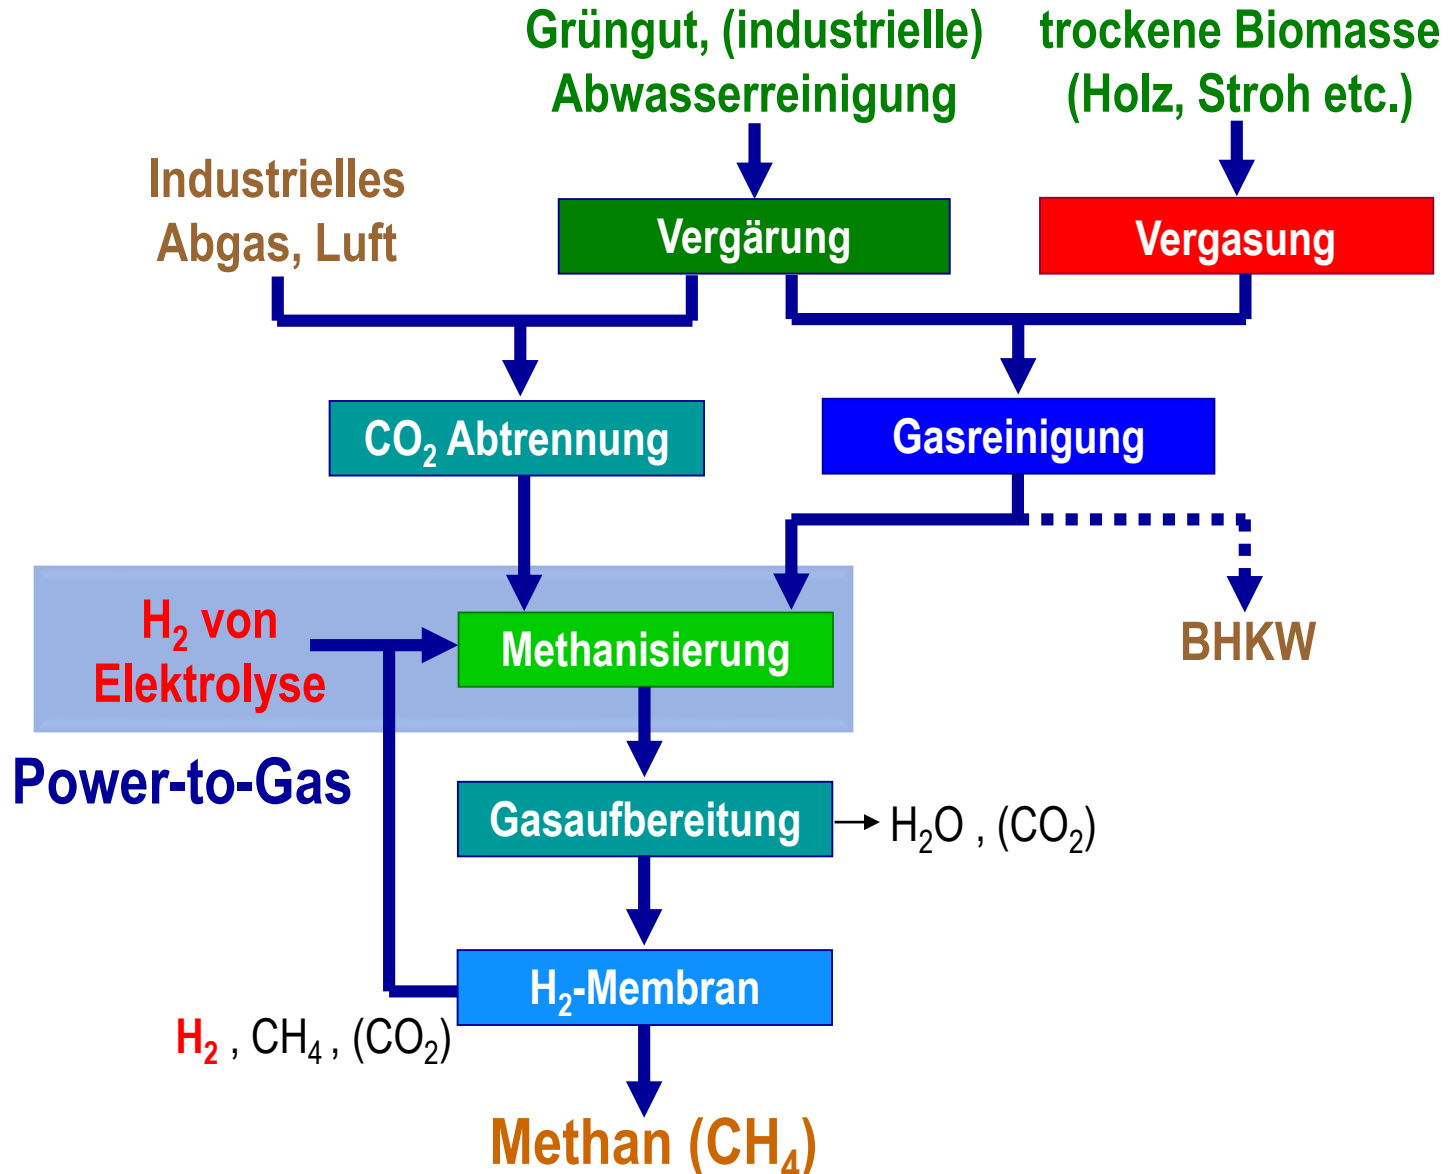 Grüngut, (industrielle)
Abwasserreinigung
trockene Biomasse
(Holz, Stroh etc.)
Industrielles
Abgas, Luft
Vergärung
Vergasung
CO₂ Abtrennung
Gasreinigung
H₂ von
Elektrolyse
Methanisierung
BHKW
Power-to-Gas
Gasaufbereitung
H₂O , (CO₂)
H₂-Membran
H₂ , CH₄ , (CO₂)
Methan (CH₄)